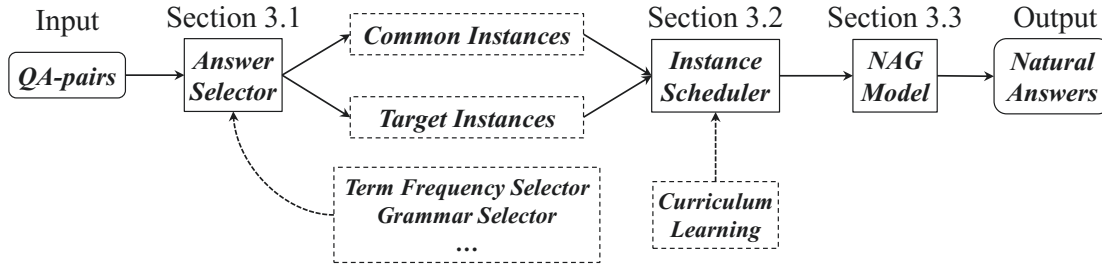 Input
Section 3.1
Section 3.2
Section 3.3
Output
QA-pairs
Answer
Selector
Common Instances
Target Instances
Instance
Scheduler
NAG
Model
Natural
Answers
Term Frequency Selector
Grammar Selector
...
Curriculum
Learning